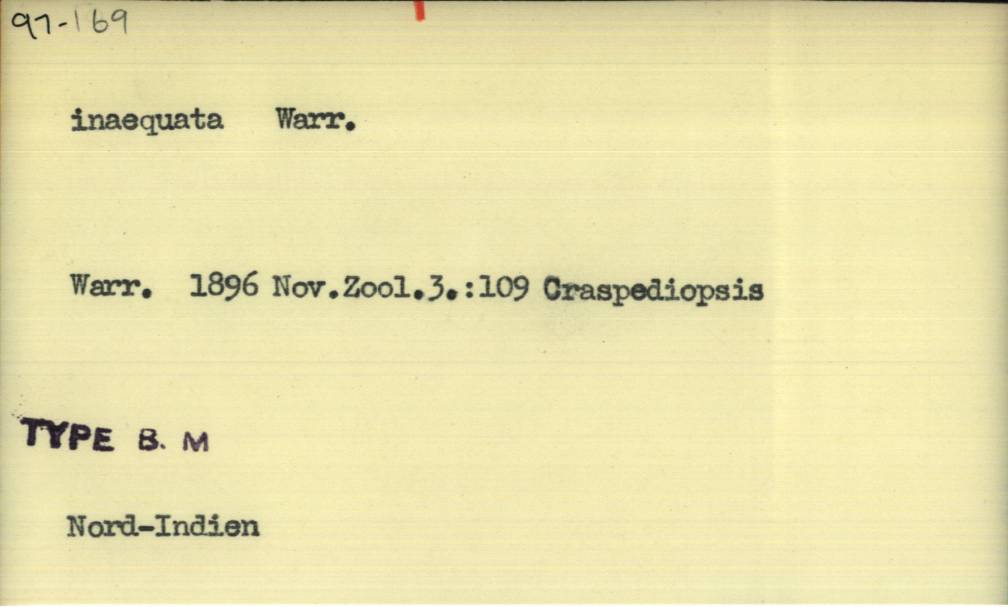 97-169
inaequata Warr.
Warr. 1896 Nov.Zool.3.:109 Craspediopsis
TYPE B. M
Nord-Indien